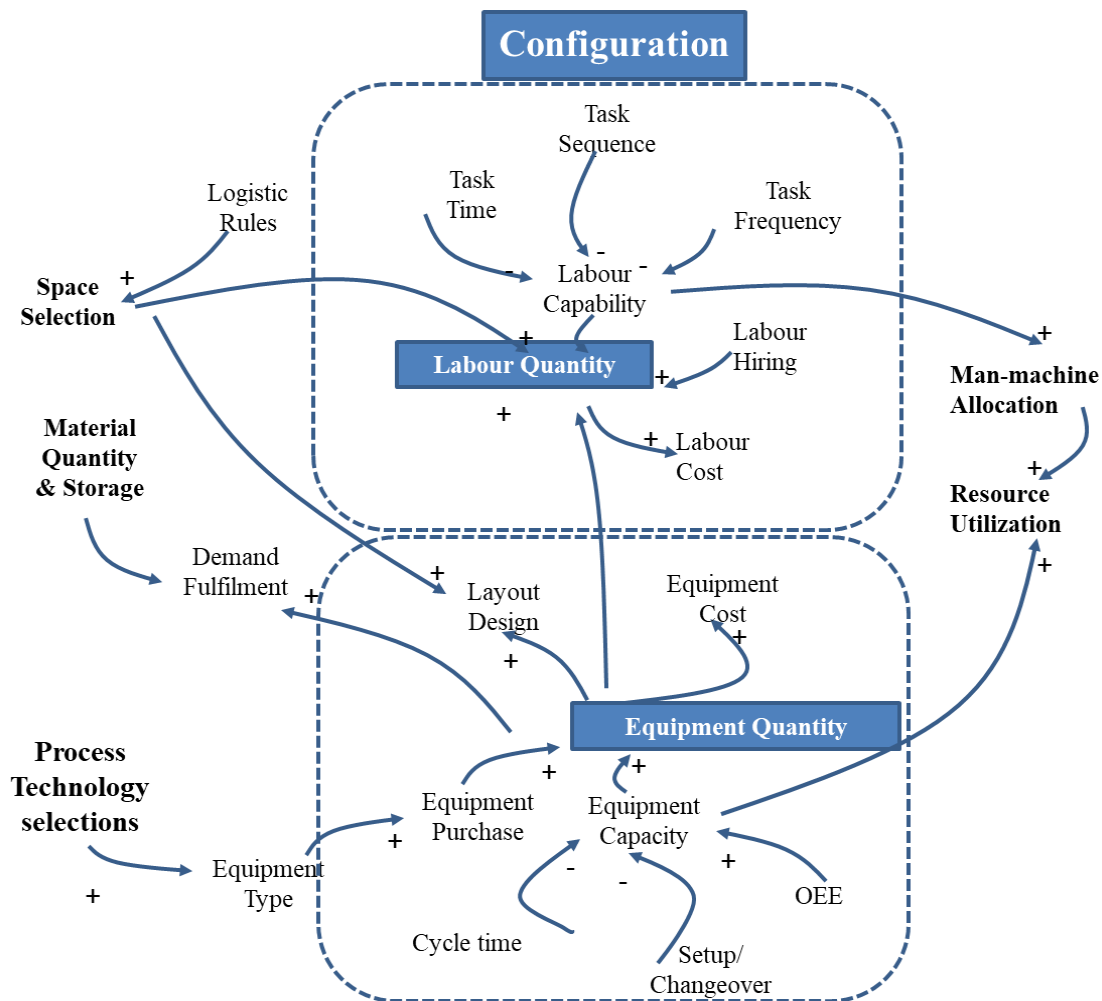 Configuration
Task
Sequence
Task
Time
Task
Frequency
Logistic
Rules
-
-
-
Labour
Capability
+
Space
Selection
+
Labour Quantity
Labour
Hiring
+
+
Man-machine
Allocation
+
Material
Quantity
& Storage
+
Labour
Cost
+
Resource
Utilization
+
Demand
Fulfilment
+
+
Layout
Design
+
Equipment
Cost
+
Equipment Quantity
Process
Technology
selections
+
+
Equipment
Purchase
+
Equipment
Capacity
+
+
Equipment
Type
-
-
OEE
Cycle time
Setup/
Changeover